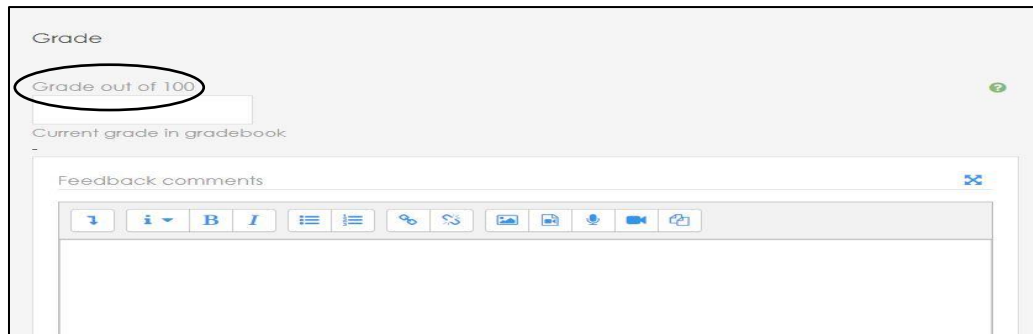 Grade
Grade out of 100
Current grade in gradebook
-
Feedback comments
B I